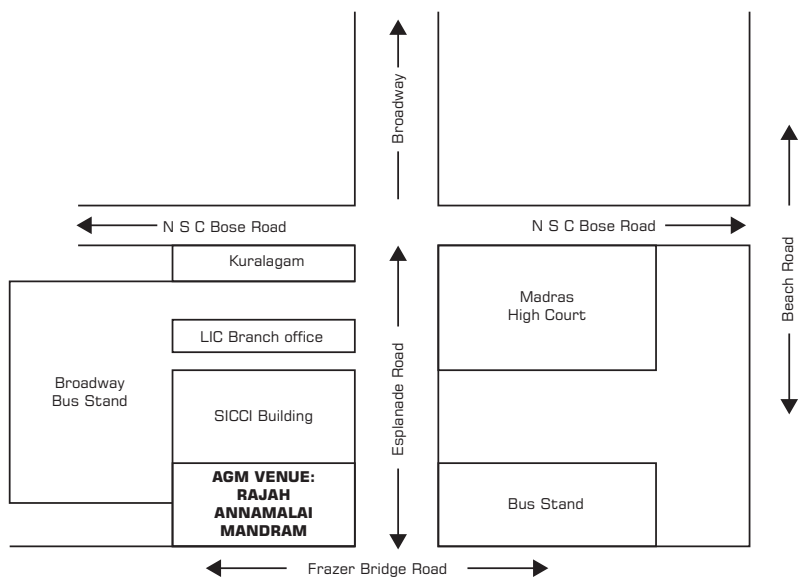 Broadway
N S C Bose Road
N S C Bose Road
Kuralagam
Madras
High Court
Beach Road
LIC Branch office
Esplanade Road
Broadway
Bus Stand
SICCI Building
AGM VENUE:
RAJAH
ANNAMALAI
MANDRAM
Bus Stand
Frazer Bridge Road